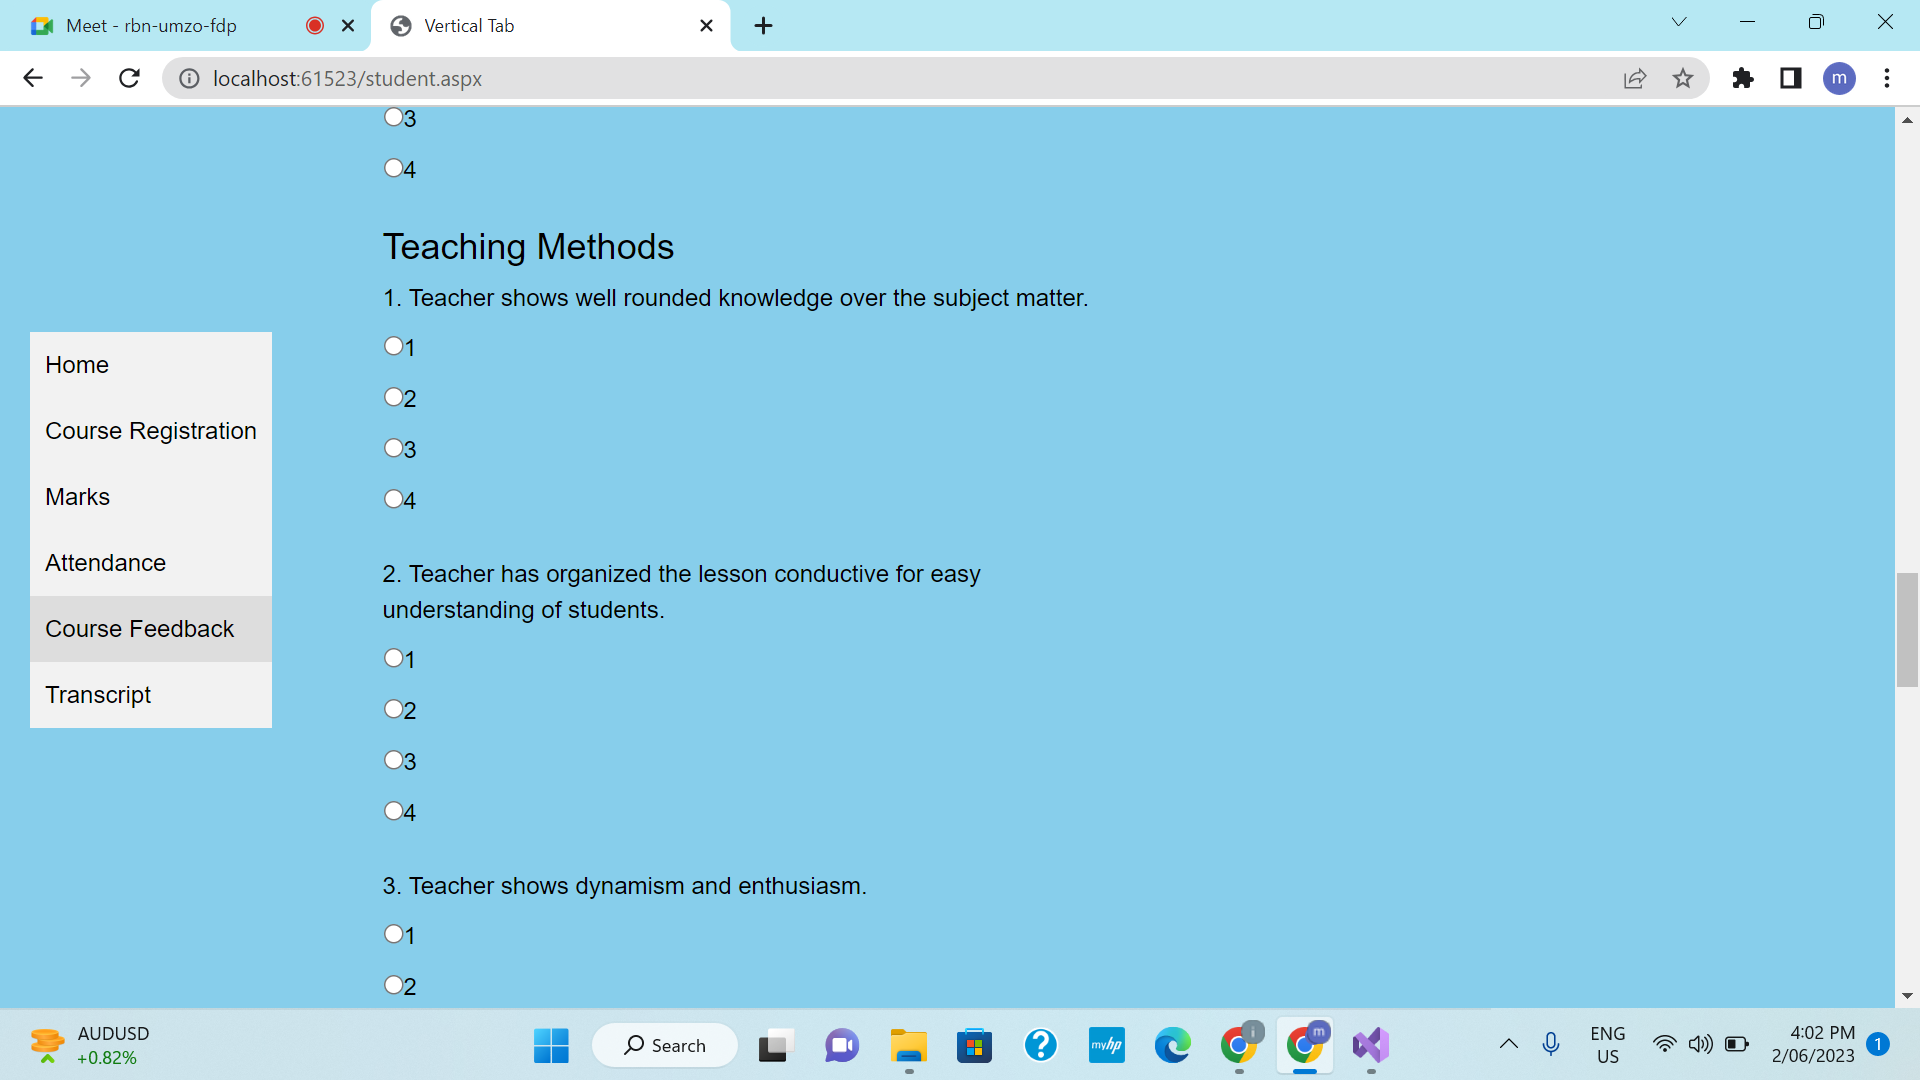 Meet - rbn-umzo-fdp
Vertical Tab
localhost:61523/student.aspx
m
3
4
Teaching Methods
1. Teacher shows well rounded knowledge over the subject matter.
1
2
3
4
2. Teacher has organized the lesson conductive for easy
understanding of students.
1
2
3
4
3. Teacher shows dynamism and enthusiasm.
1
2
Home
Course Registration
Marks
Attendance
Course Feedback
Transcript
AUDUSD
+0.82%
Search
myhp
i
m
ENG
US
4:02 PM
2/06/2023
1